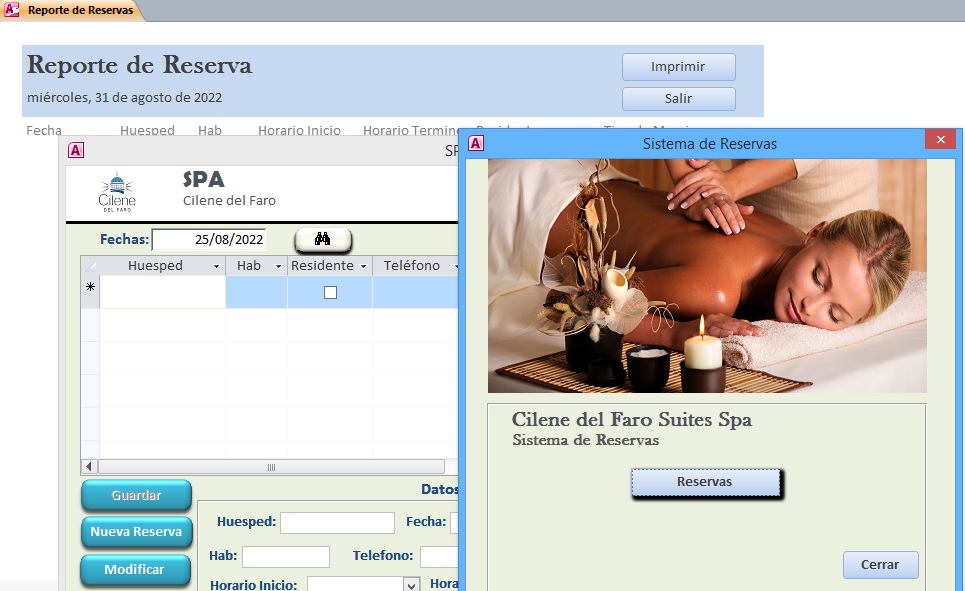 Reporte de Reservas
Reporte de Reserva
Imprimir
miércoles, 31 de agosto de 2022
Salir
Fecha Huesped Hab Horario Inicio Horario Termino
Sistema de Reservas
SPA
Cilene del Faro
Cilene
DEL FARO
Fechas: 25/08/2022
Huesped Hab Residente Teléfono
Guardar
Nueva Reserva
Modificar
Datos
Huesped: Fecha:
Hab: Telefono:
Horario Inicio: Hora
Cilene del Faro Suites Spa
Sistema de Reservas
Reservas
Cerrar